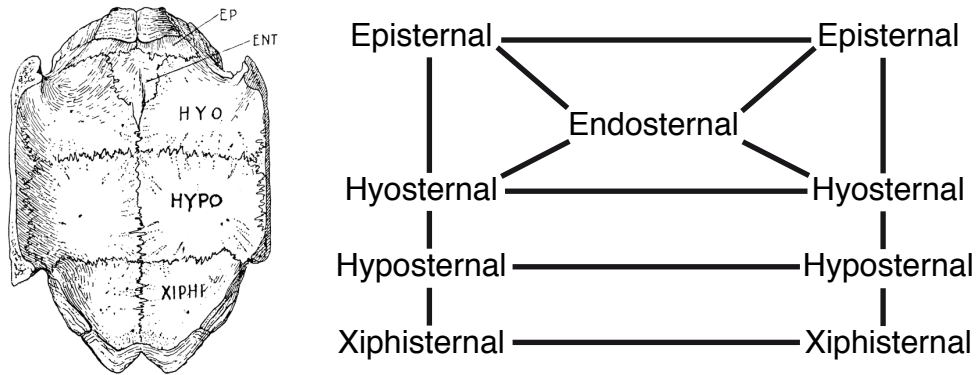 EP
ENT
HYO
HYPO
XIPHI
Episternal Episternal
Endosternal
Hyosternal Hyosternal
Hyposternal Hyposternal
Xiphisternal Xiphisternal